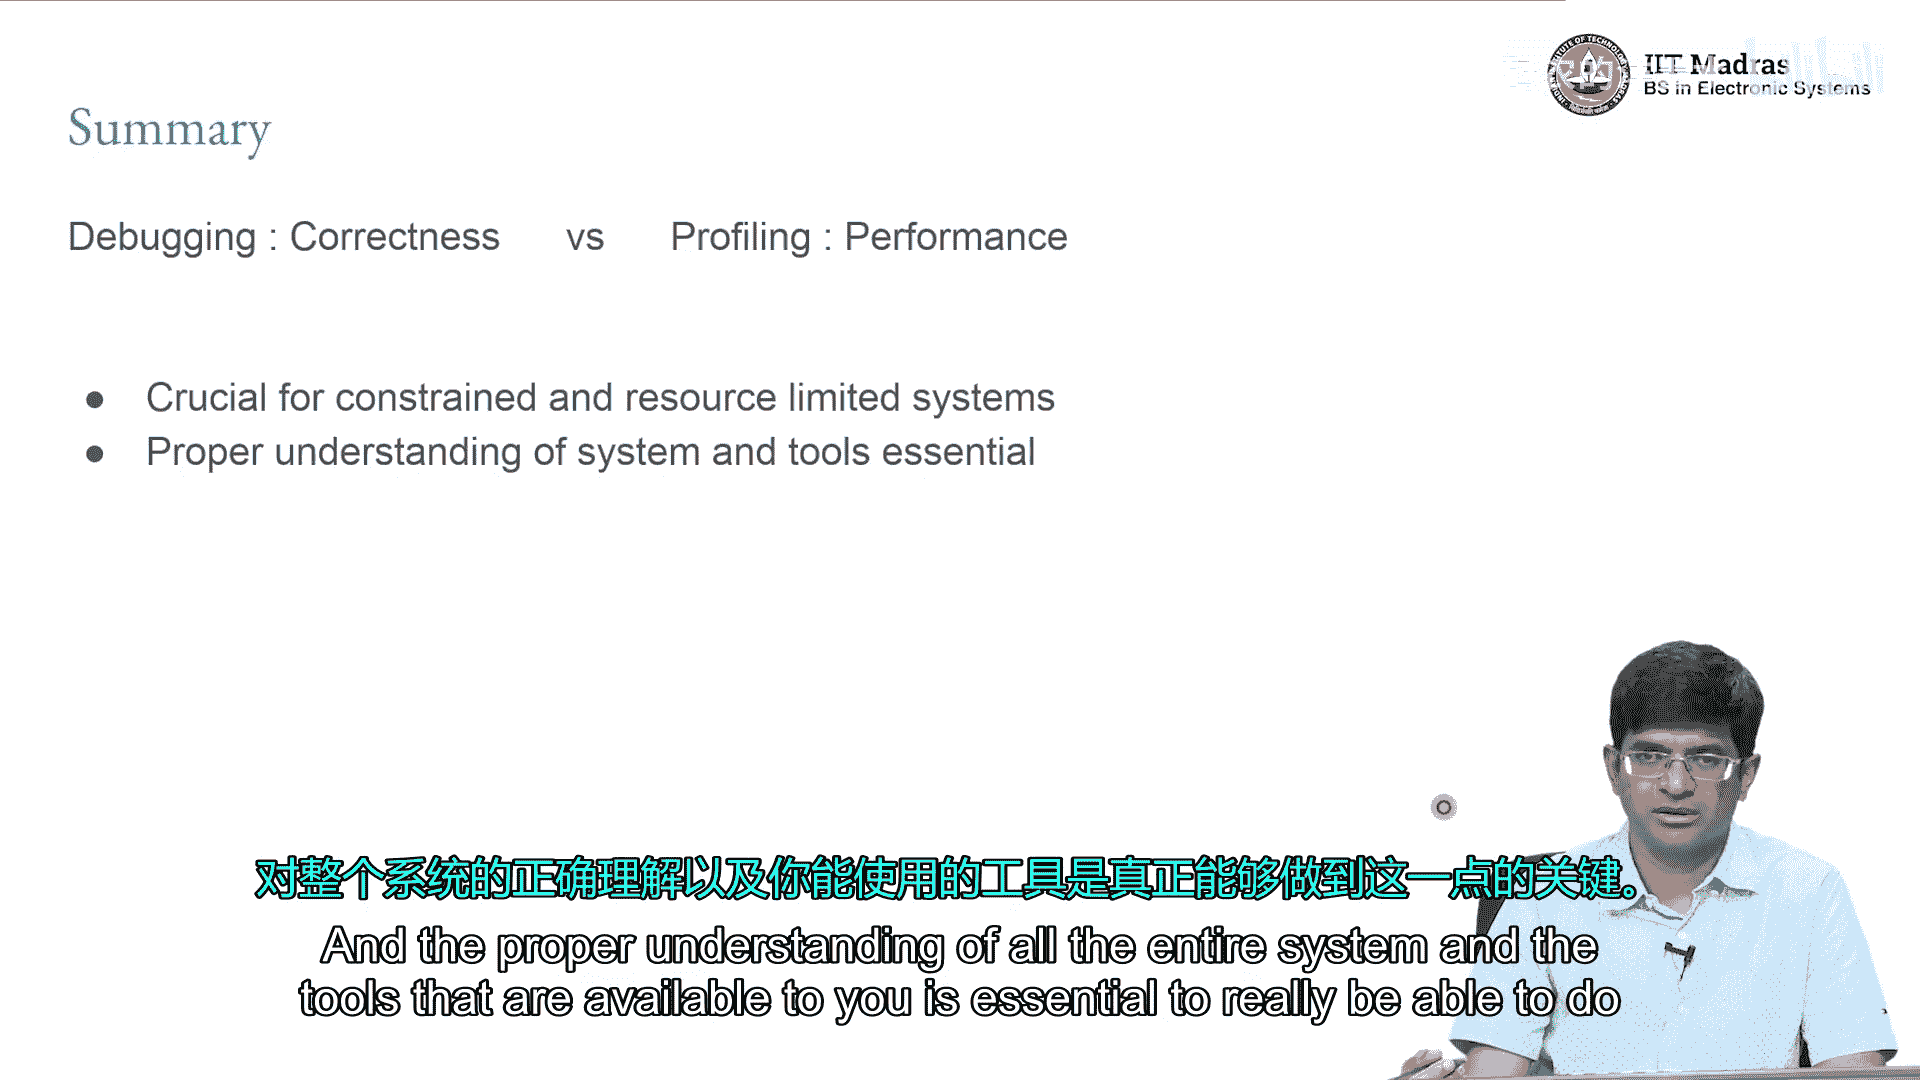 IIT Madras
BS in Electronic Systems
Summary
Debugging : Correctness vs Profiling : Performance
● Crucial for constrained and resource limited systems
● Proper understanding of system and tools essential
对整个系统的正确理解以及你能使用的工具是真正能够做到这一点的关键。
And the proper understanding of all the entire system and the
tools that are available to you is essential to really be able to do